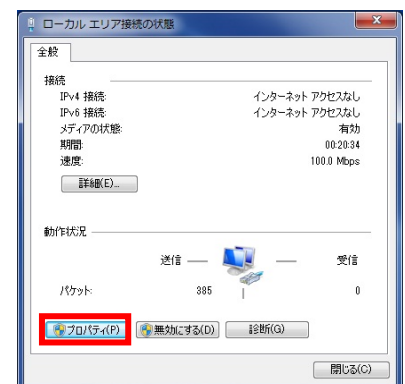 ローカル エリア接続の状態
全般
接続
IPv4 接続: インターネット アクセスなし
IPv6 接続: インターネット アクセスなし
メディアの状態: 有効
期間: 00:20:34
速度: 100.0 Mbps
詳細(E)...
動作状況
送信 受信
パケット: 385 0
プロパティ(P) 無効にする(D) 診断(G)
閉じる(C)